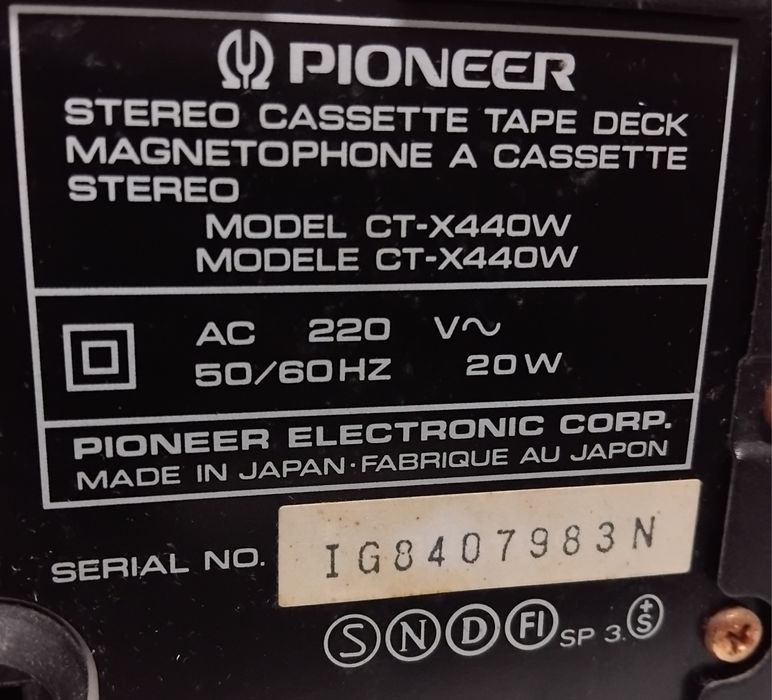 PIONEER
STEREO CASSETTE TAPE DECK
MAGNETOPHONE A CASSETTE
STEREO
MODEL CT-X440W
MODELE CT-X440W
AC 220 V~
50/60HZ 20W
PIONEER ELECTRONIC CORP.
MADE IN JAPAN·FABRIQUE AU JAPON
SERIAL NO. IG8407983N
S N D FI SP 3. +S